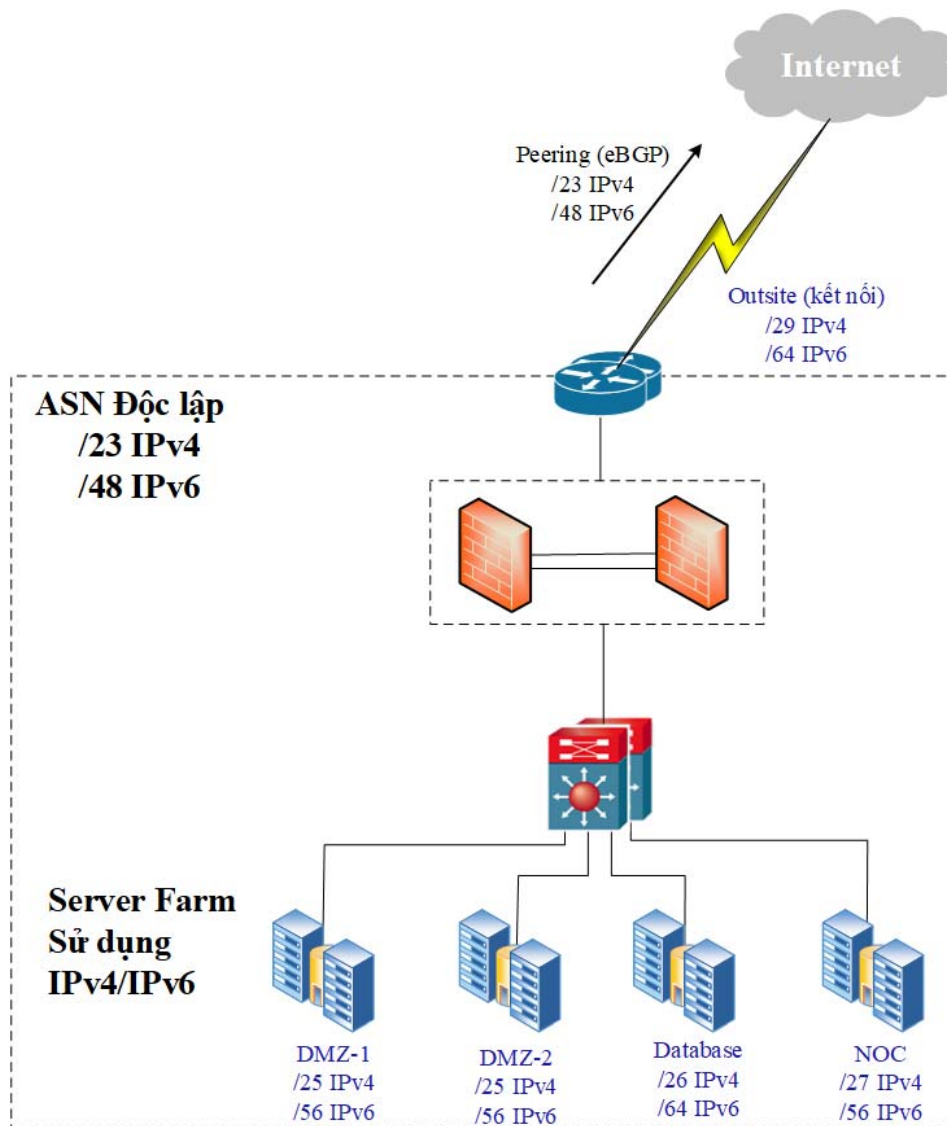 Internet
Peering (eBGP)
/23 IPv4
/48 IPv6
Outsite (kết nối)
/29 IPv4
/64 IPv6
ASN Độc lập
/23 IPv4
/48 IPv6
Server Farm
Sử dụng
IPv4/IPv6
DMZ-1
/25 IPv4
/56 IPv6
DMZ-2
/25 IPv4
/56 IPv6
Database
/26 IPv4
/64 IPv6
NOC
/27 IPv4
/56 IPv6